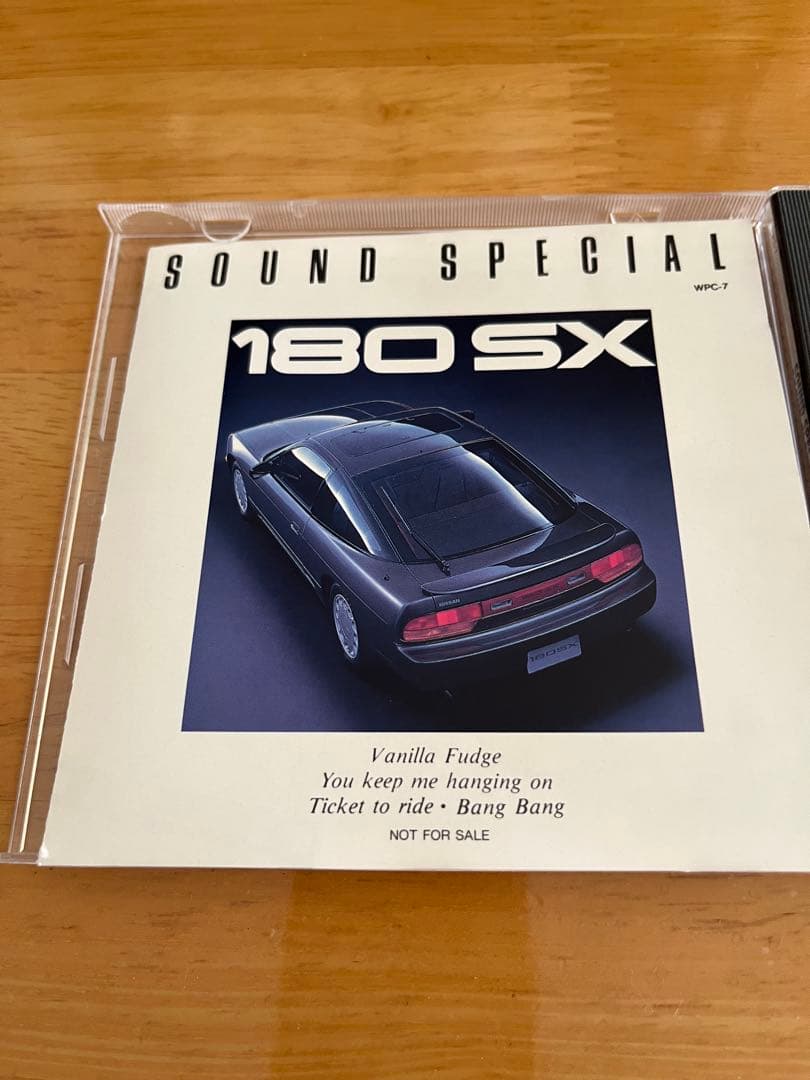 SOUND SPECIAL
WPC-7
180SX
NISSAN
180SX
Vanilla Fudge
You keep me hanging on
Ticket to ride • Bang Bang
NOT FOR SALE